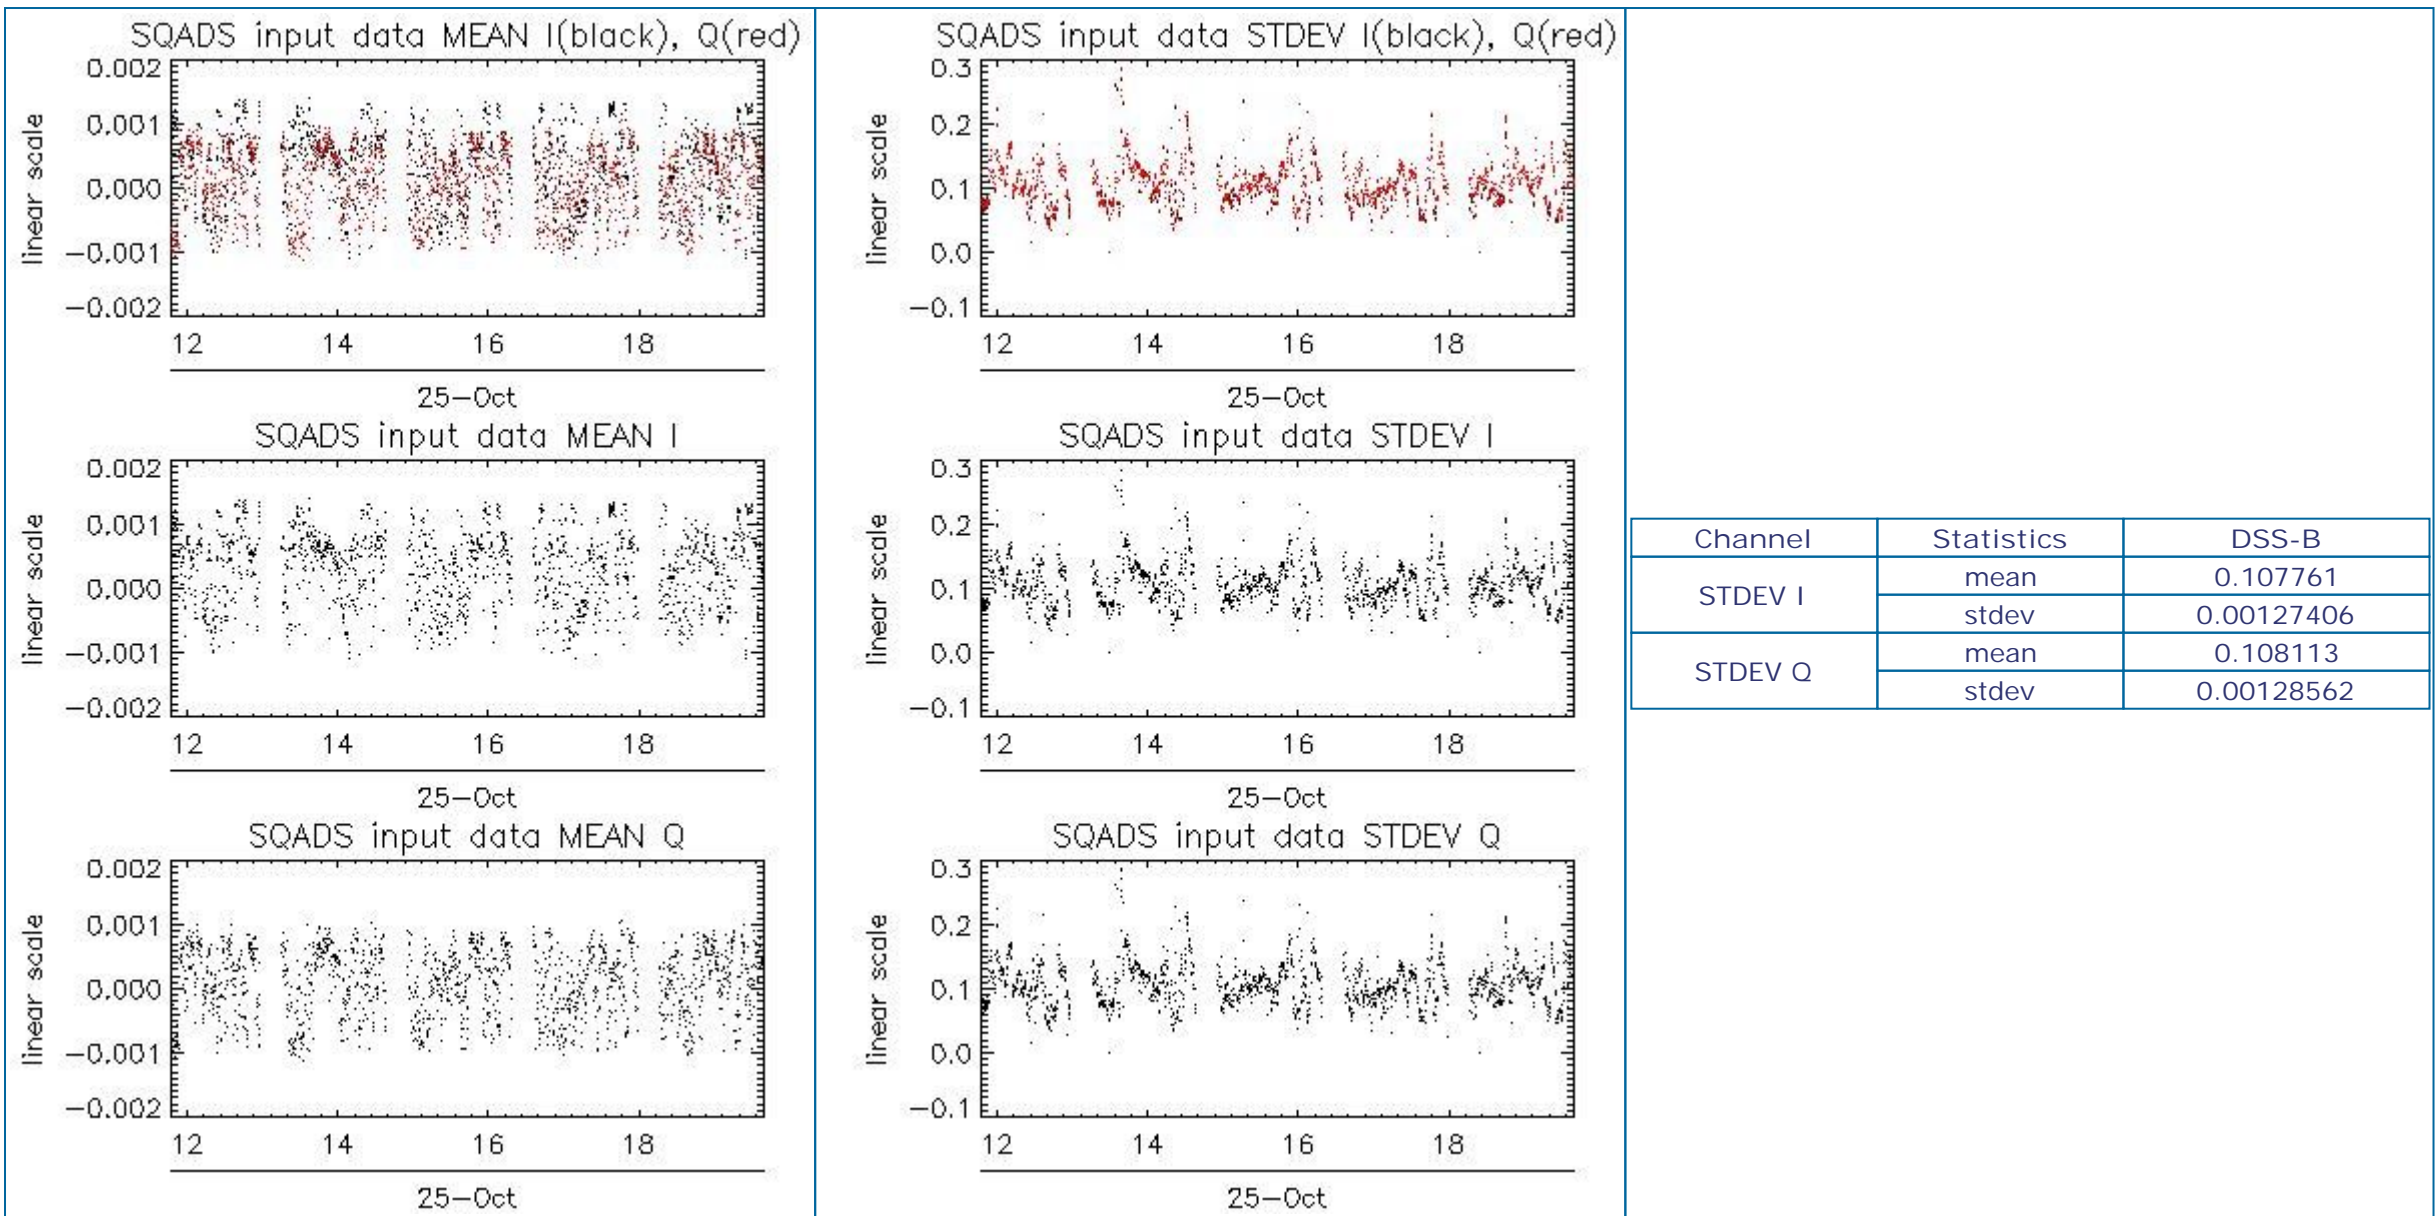 SQADS input data MEAN I(black), Q(red)
linear scale
0.002
0.001
0.000
−0.001
−0.002
12 14 16 18
25−Oct
SQADS input data MEAN I
linear scale
0.002
0.001
0.000
−0.001
−0.002
12 14 16 18
25−Oct
SQADS input data MEAN Q
linear scale
0.002
0.001
0.000
−0.001
−0.002
12 14 16 18
25−Oct
SQADS input data STDEV I(black), Q(red)
linear scale
0.3
0.2
0.1
0.0
−0.1
12 14 16 18
25−Oct
SQADS input data STDEV I
linear scale
0.3
0.2
0.1
0.0
−0.1
12 14 16 18
25−Oct
SQADS input data STDEV Q
linear scale
0.3
0.2
0.1
0.0
−0.1
12 14 16 18
25−Oct
Channel Statistics DSS-B
STDEV I mean 0.107761
stdev 0.00127406
STDEV Q mean 0.108113
stdev 0.00128562